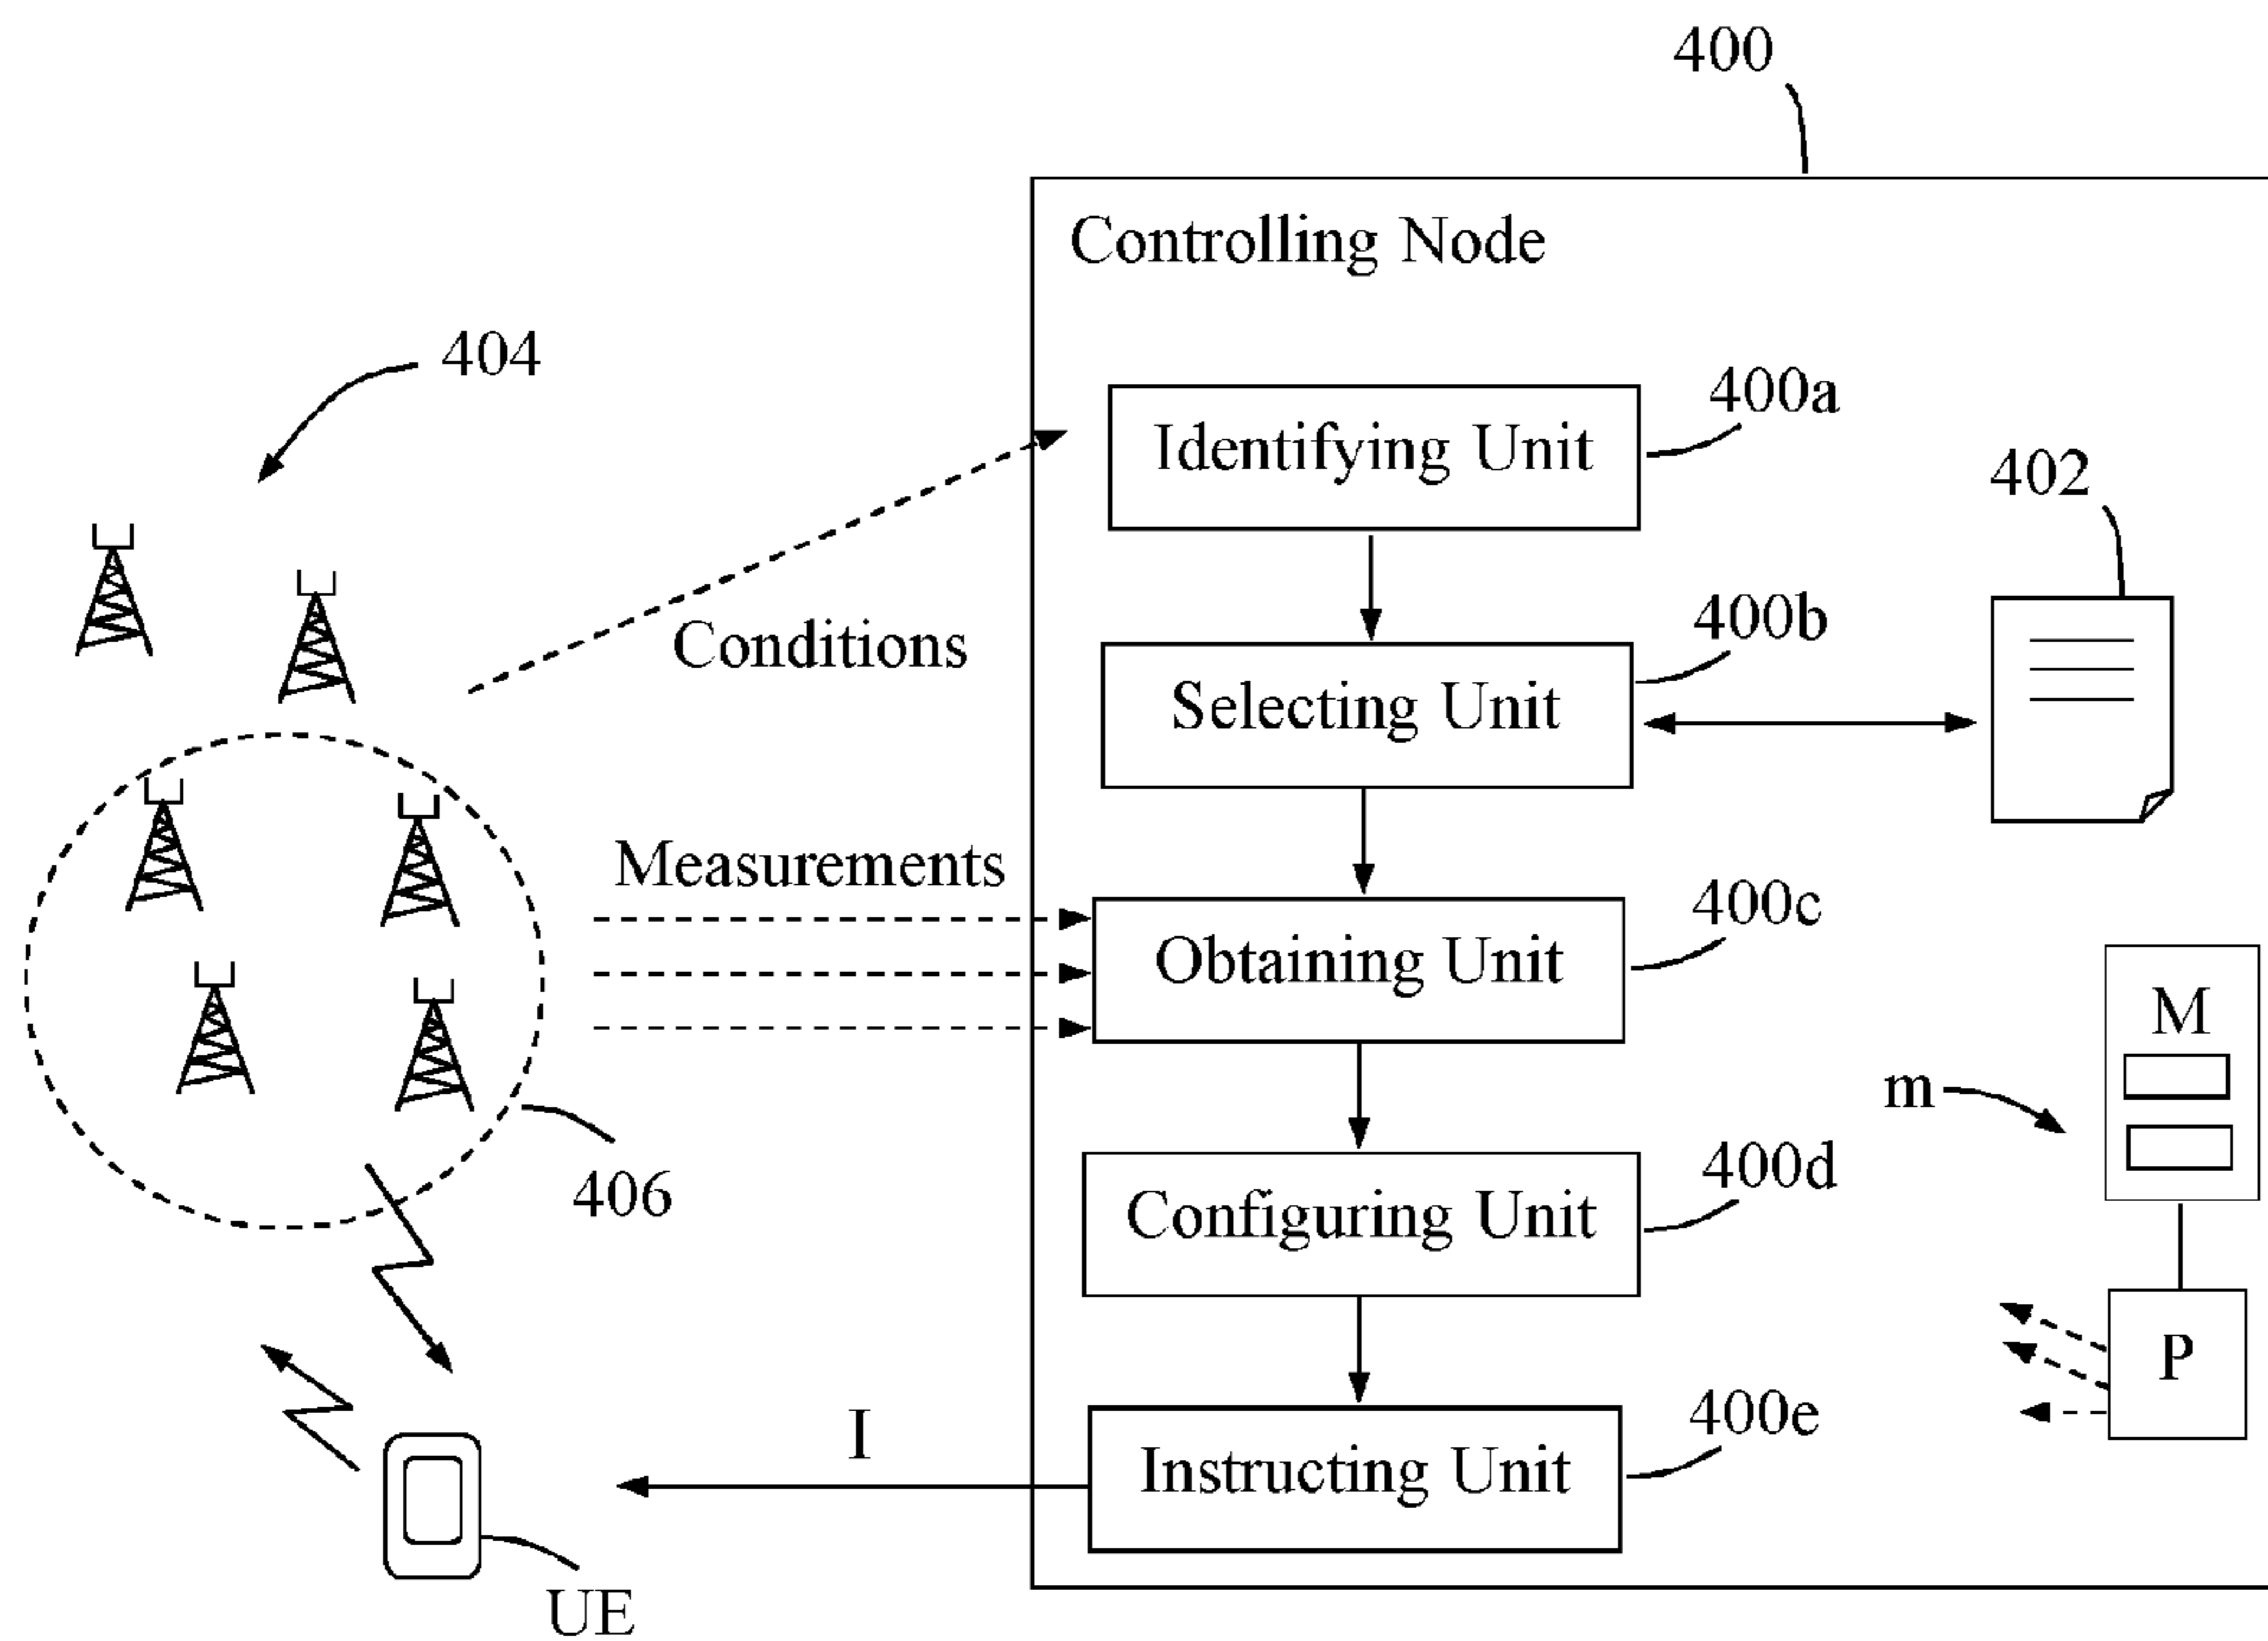 400
Controlling Node
404
400a
Identifying Unit
402
400b
Conditions
Selecting Unit
Measurements
400c
Obtaining Unit
M
m
400d
406
Configuring Unit
P
400e
I
Instructing Unit
UE